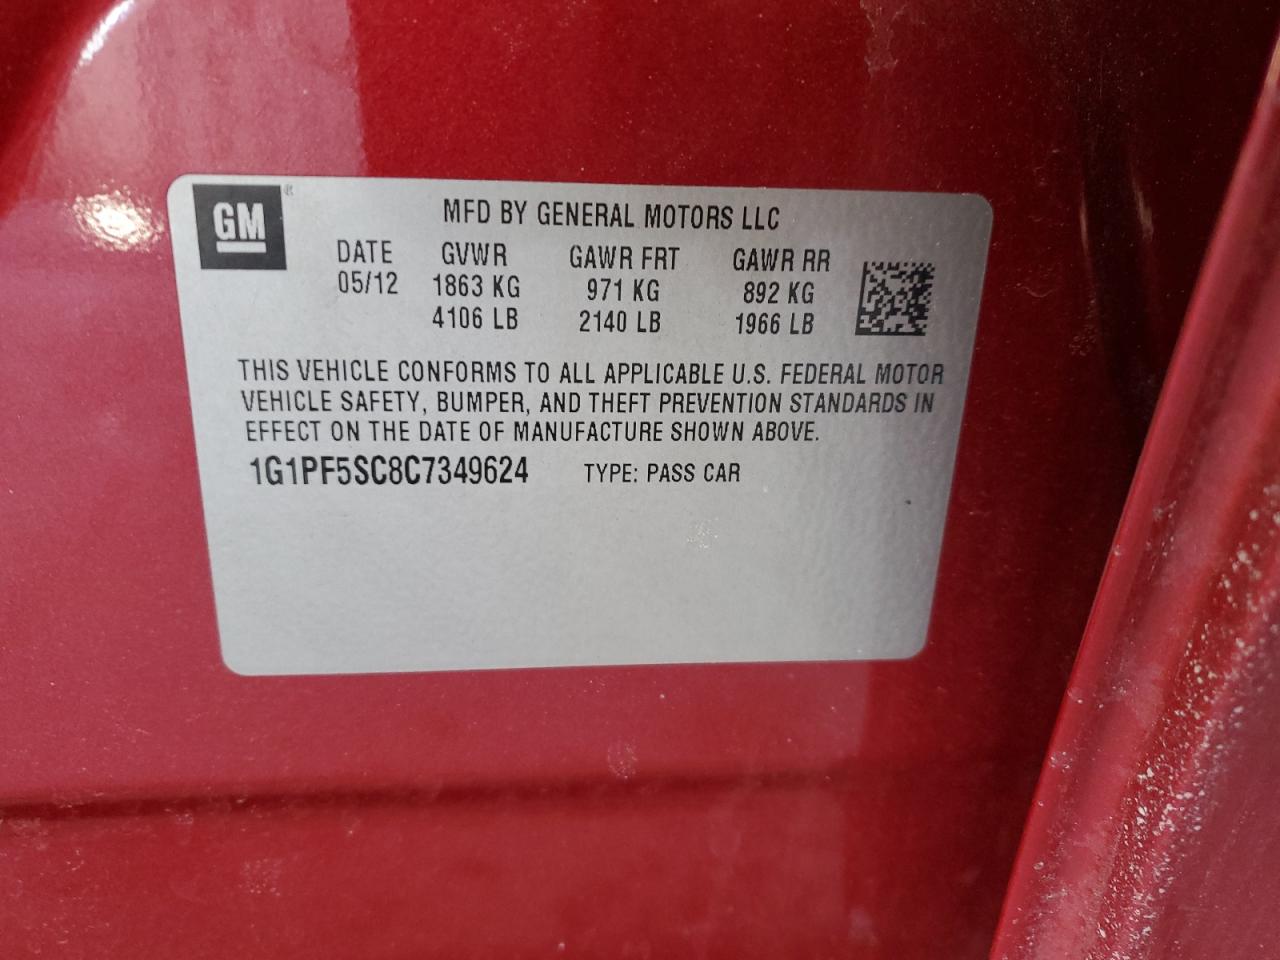 GM®
MFD BY GENERAL MOTORS LLC
DATE GVWR GAWR FRT GAWR RR
05/12 1863 KG 971 KG 892 KG
4106 LB 2140 LB 1966 LB
THIS VEHICLE CONFORMS TO ALL APPLICABLE U.S. FEDERAL MOTOR
VEHICLE SAFETY, BUMPER, AND THEFT PREVENTION STANDARDS IN
EFFECT ON THE DATE OF MANUFACTURE SHOWN ABOVE.
1G1PF5SC8C7349624 TYPE: PASS CAR